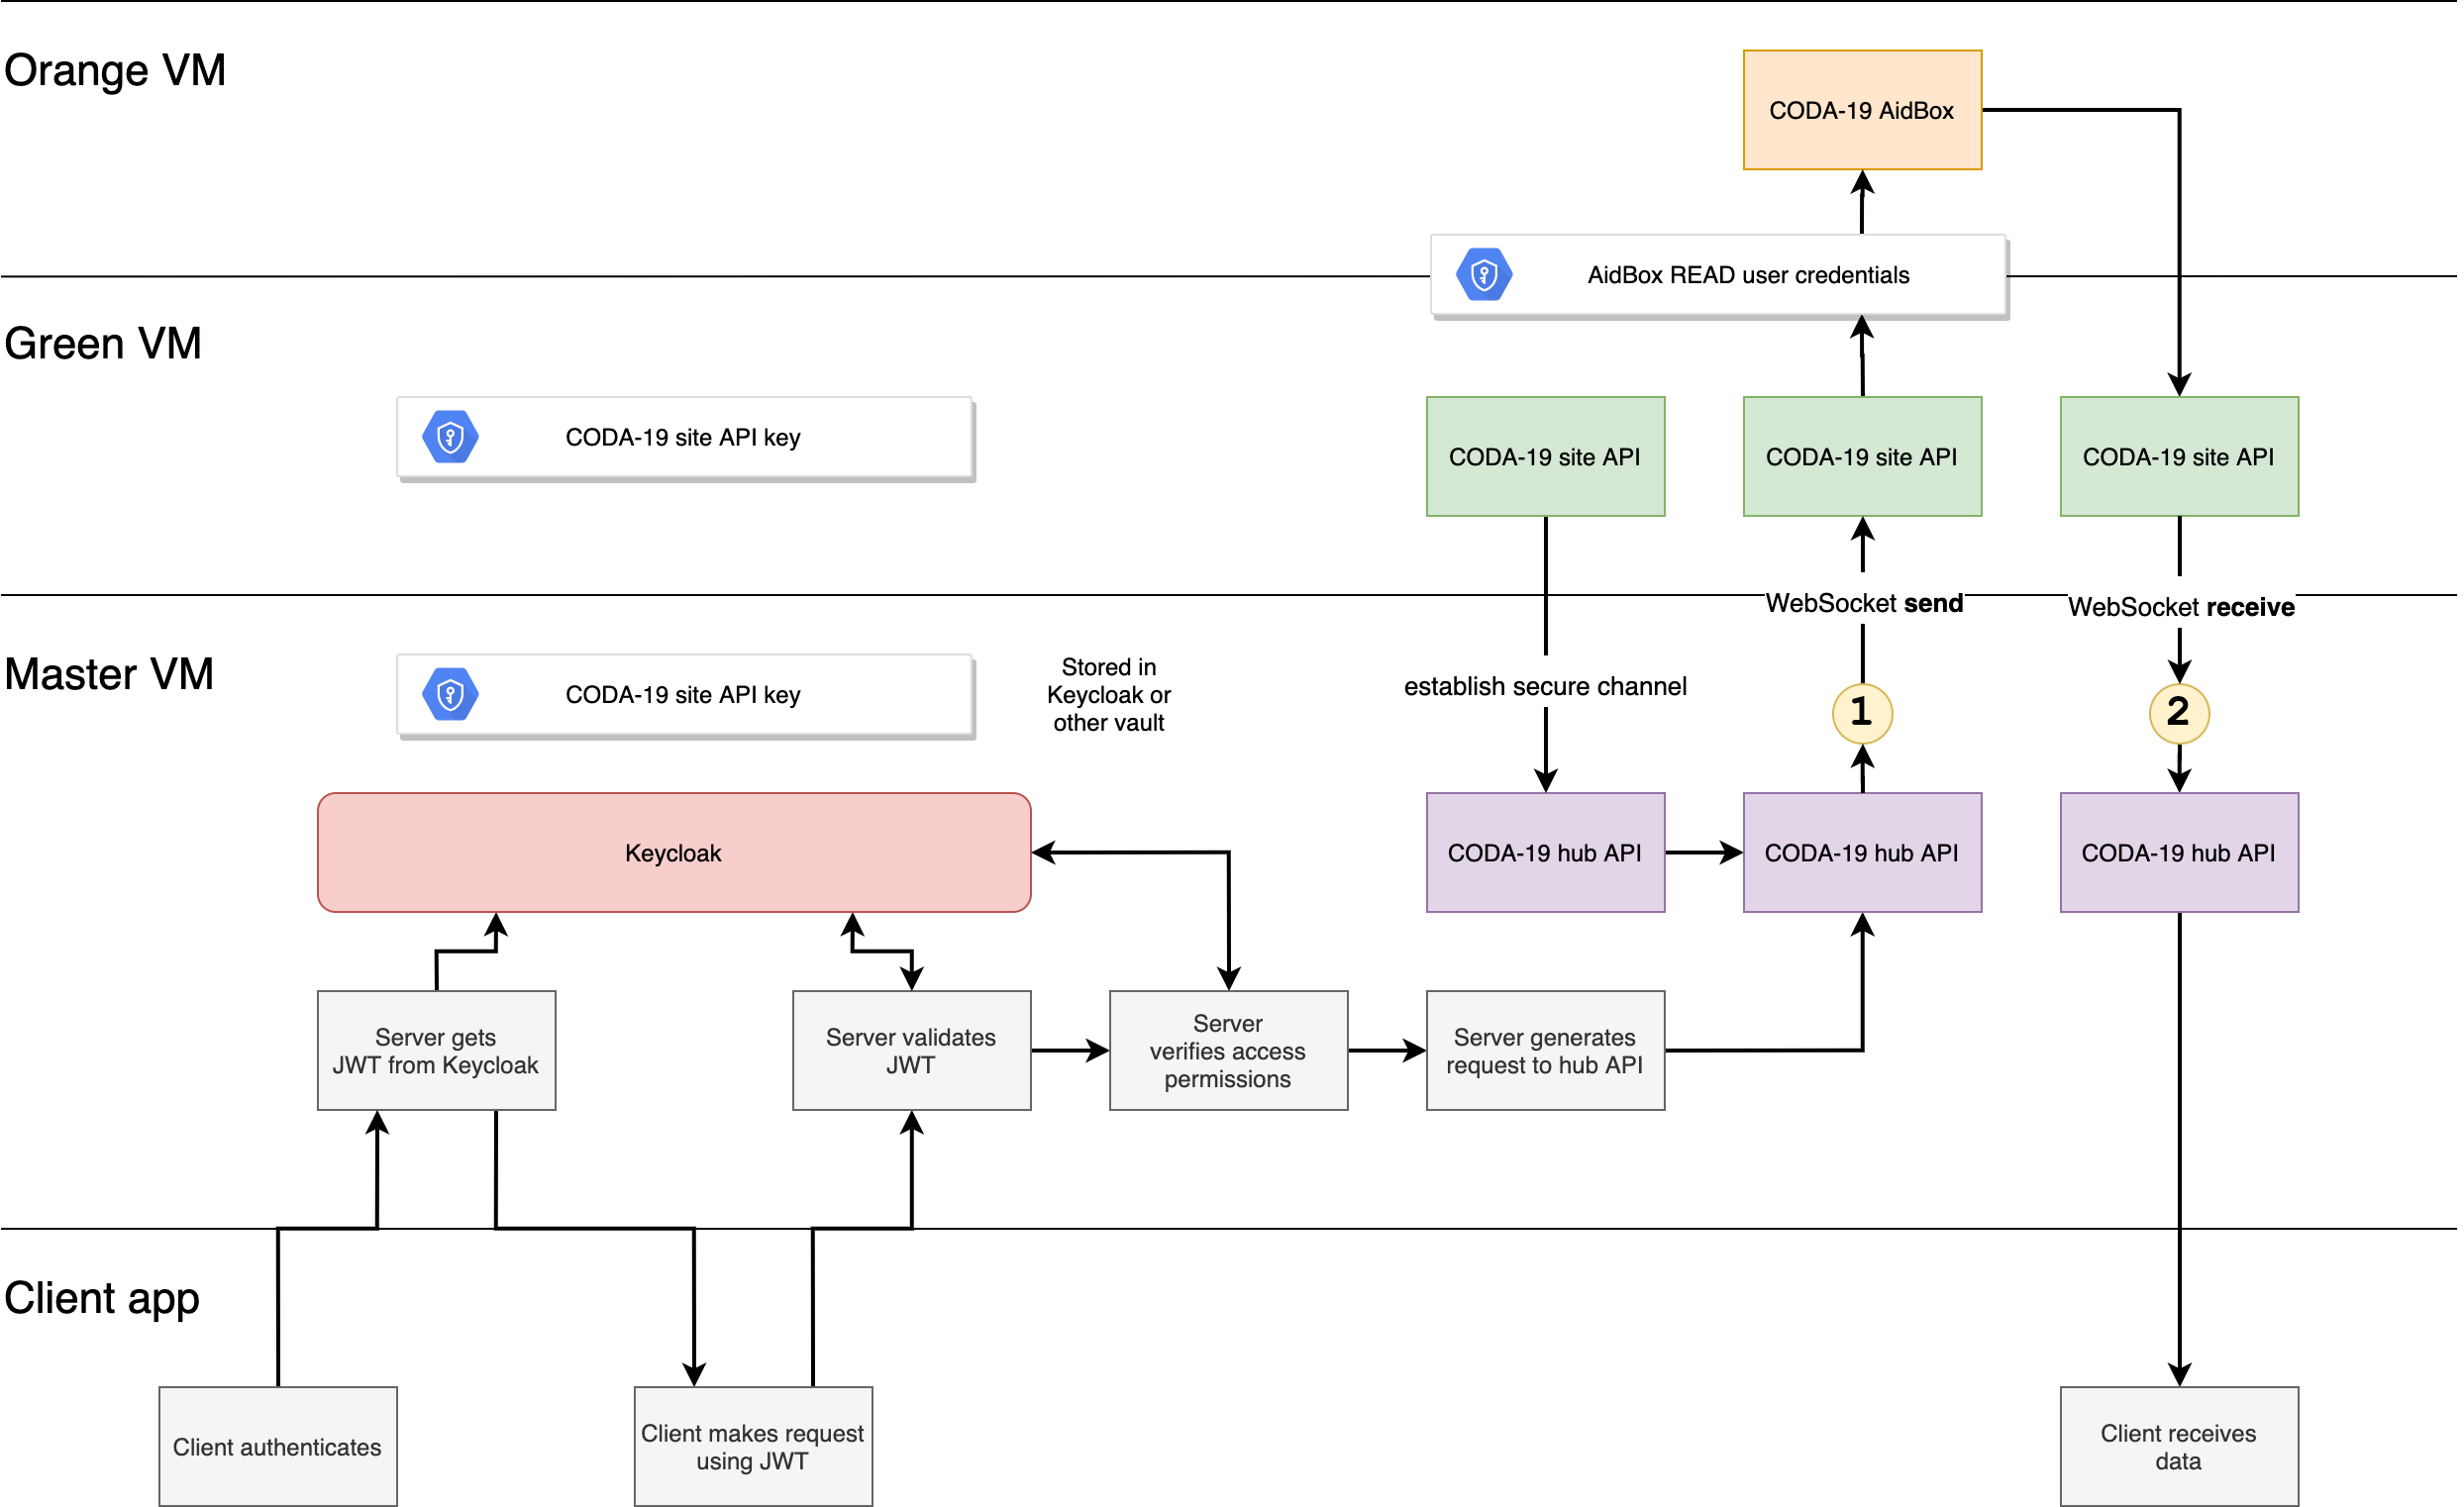 Orange VM
CODA-19 AidBox
AidBox READ user credentials
Green VM
CODA-19 site API key
CODA-19 site API
CODA-19 site API
CODA-19 site API
WebSocket send
WebSocket receive
Master VM
CODA-19 site API key
Stored in
Keycloak or
other vault
establish secure channel
1
2
Keycloak
CODA-19 hub API
CODA-19 hub API
CODA-19 hub API
Server gets
JWT from Keycloak
Server validates
JWT
Server
verifies access
permissions
Server generates
request to hub API
Client app
Client authenticates
Client makes request
using JWT
Client receives
data